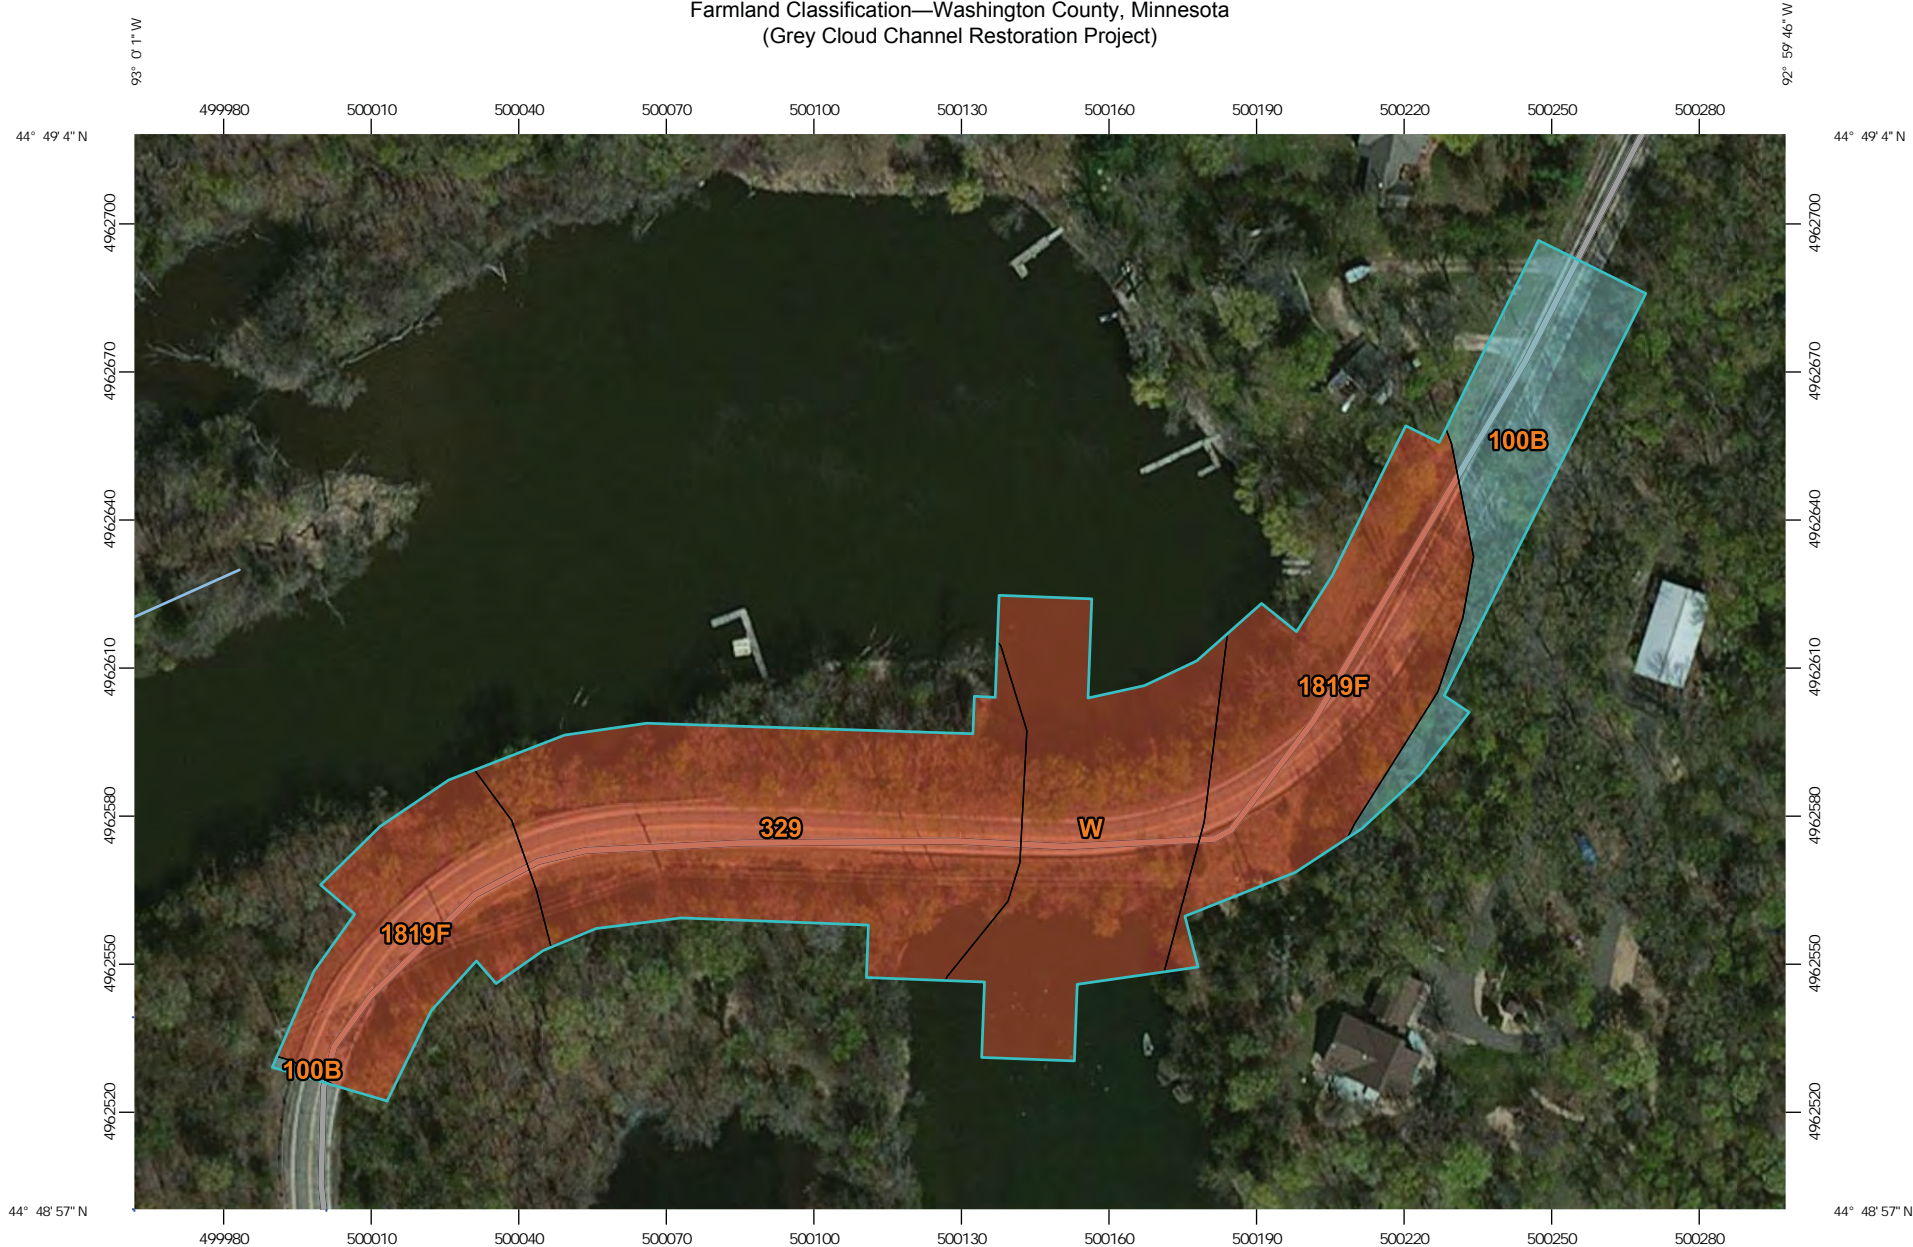 Farmland Classification—Washington County, Minnesota
(Grey Cloud Channel Restoration Project)
93° 0' 1" W
92° 59' 46" W
499980 500010 500040 500070 500100 500130 500160 500190 500220 500250 500280
44° 49' 4" N
44° 49' 4" N
4962700
4962700
4962670
4962670
100B
4962640
4962640
4962610
4962610
1819F
4962580
4962580
329
W
1819F
4962550
4962550
100B
4962520
4962520
44° 48' 57" N
44° 48' 57" N
499980 500010 500040 500070 500100 500130 500160 500190 500220 500250 500280